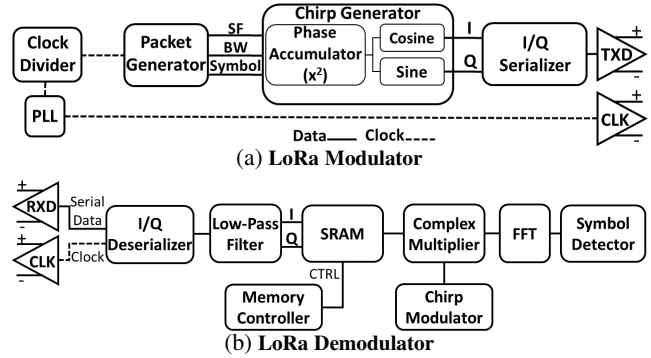 Clock Divider
PLL
Packet Generator
SF
BW
Symbol
Chirp Generator
Phase Accumulator (x²)
Cosine
Sine
I
Q
I/Q Serializer
+
TXD
-
+
CLK
-
Data Clock
(a) LoRa Modulator
+
RXD
-
+
CLK
-
Serial Data
Clock
I/Q Deserializer
Low-Pass Filter
I
Q
SRAM
CTRL
Memory Controller
Complex Multiplier
Chirp Modulator
FFT
Symbol Detector
(b) LoRa Demodulator